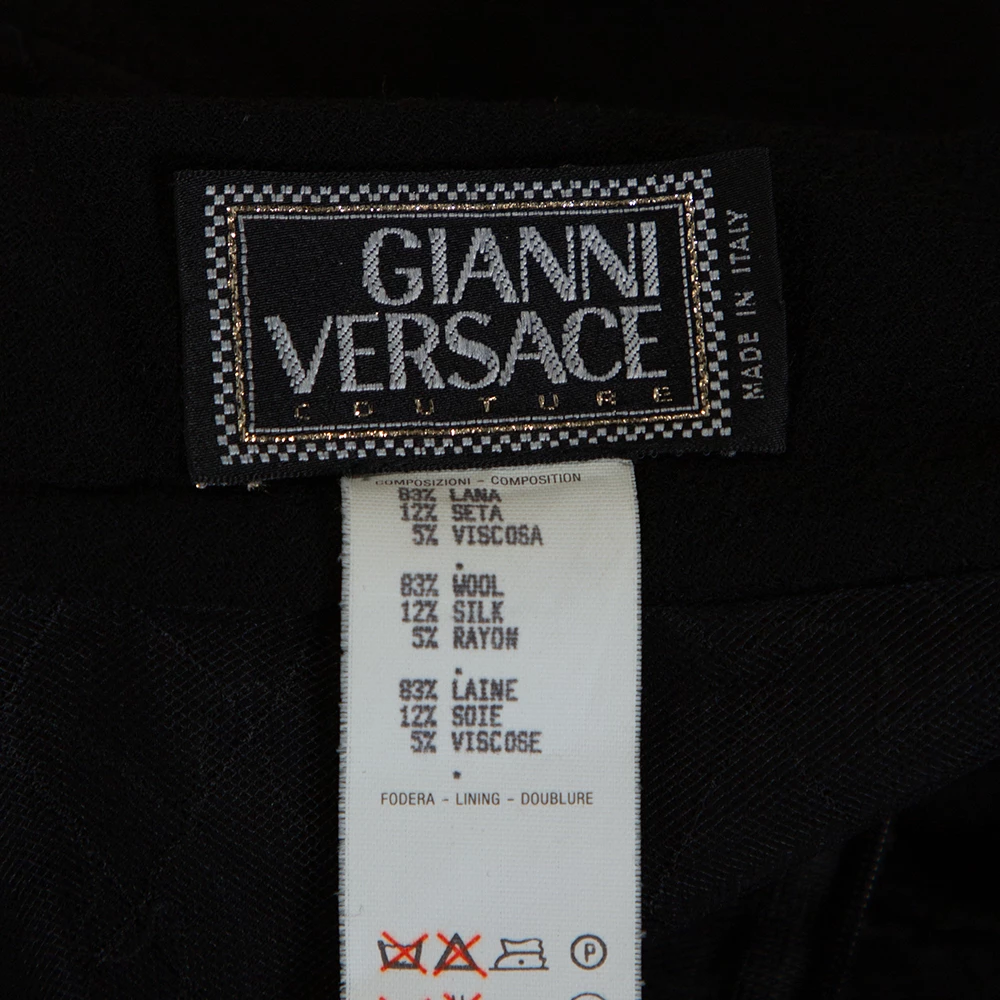 GIANNI
VERSACE
COUTURE
MADE IN ITALY
COMPOSIZIONI - COMPOSITION
83% LANA
12% SETA
5% VISCOSA
.
83% WOOL
12% SILK
5% RAYON
.
83% LAINE
12% SOIE
5% VISCOSE
.
FODERA - LINING - DOUBLURE
P